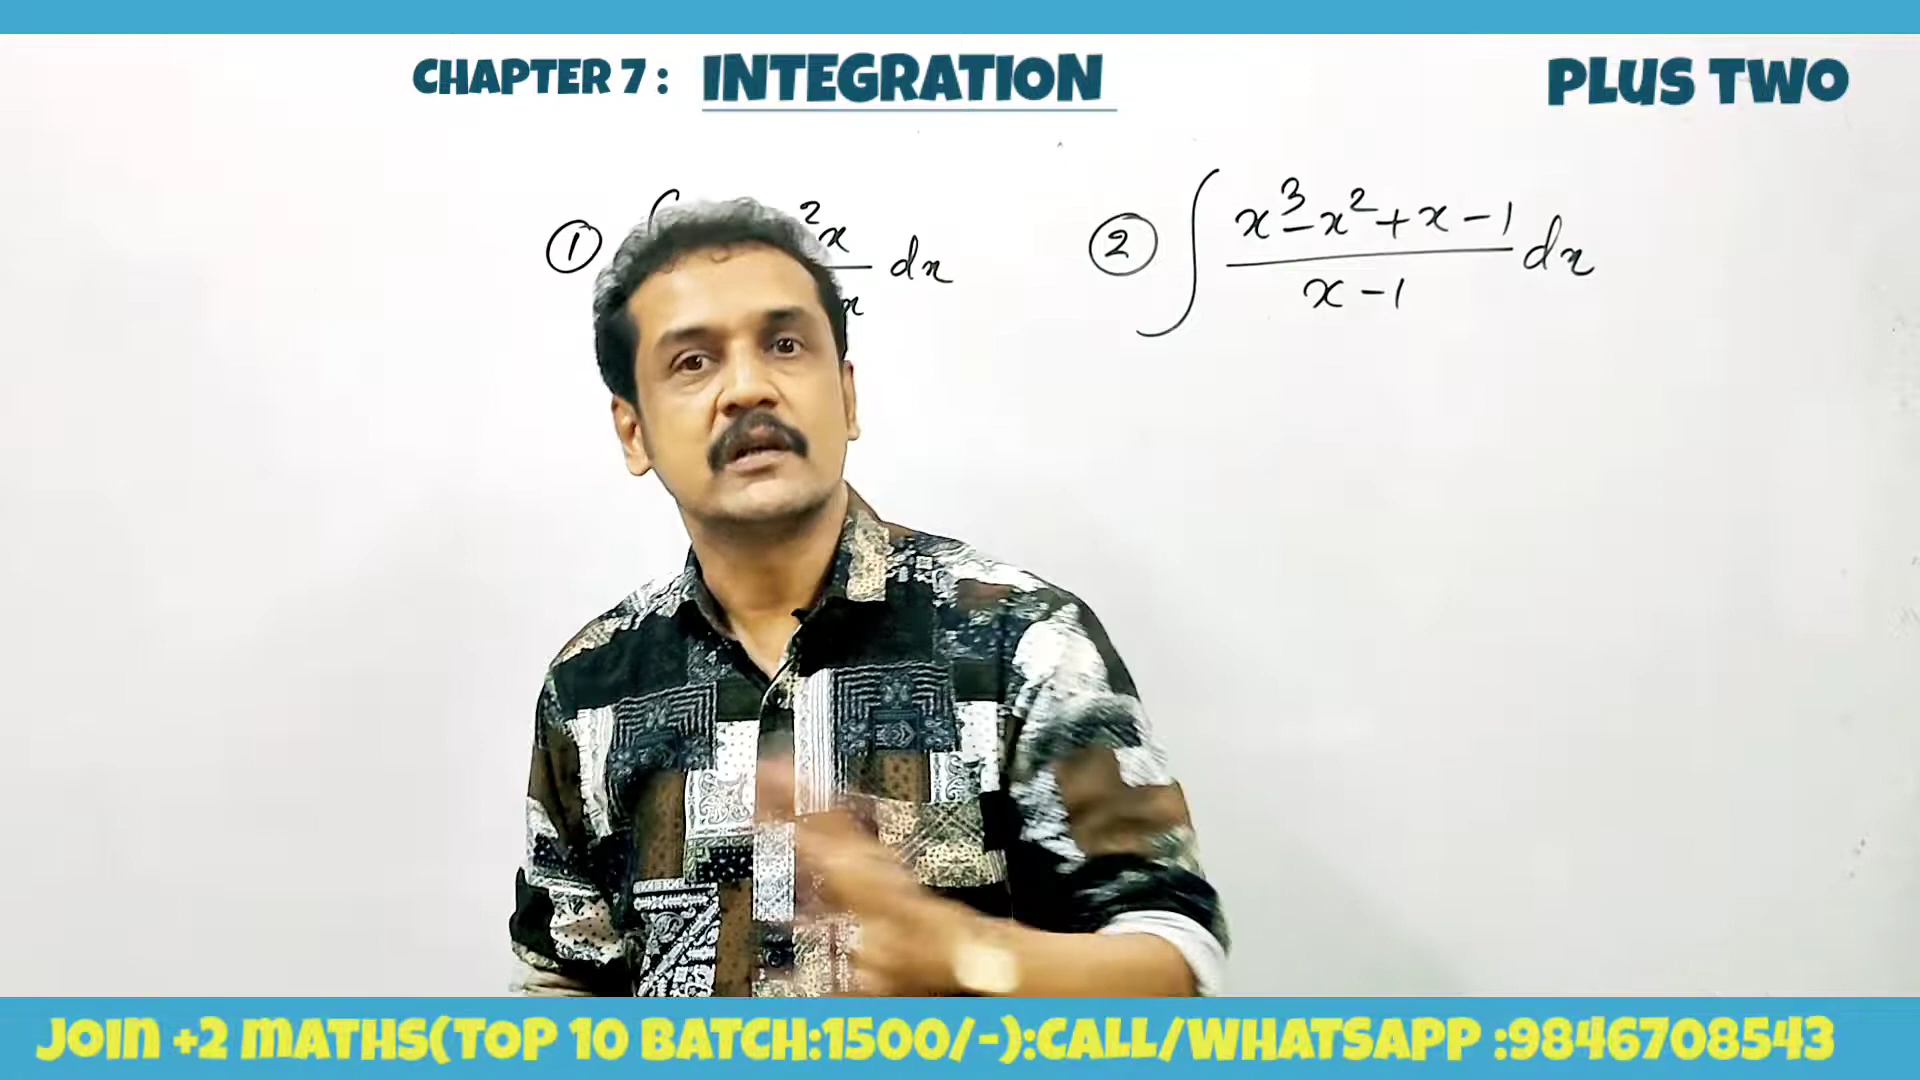 CHAPTER 7 : INTEGRATION PLUS TWO
① ∫ ²x dx
x
② ∫ x³-x²+x-1 dx
x-1
JOIN +2 MATHS(TOP 10 BATCH:1500/-):CALL/WHATSAPP :9846708543